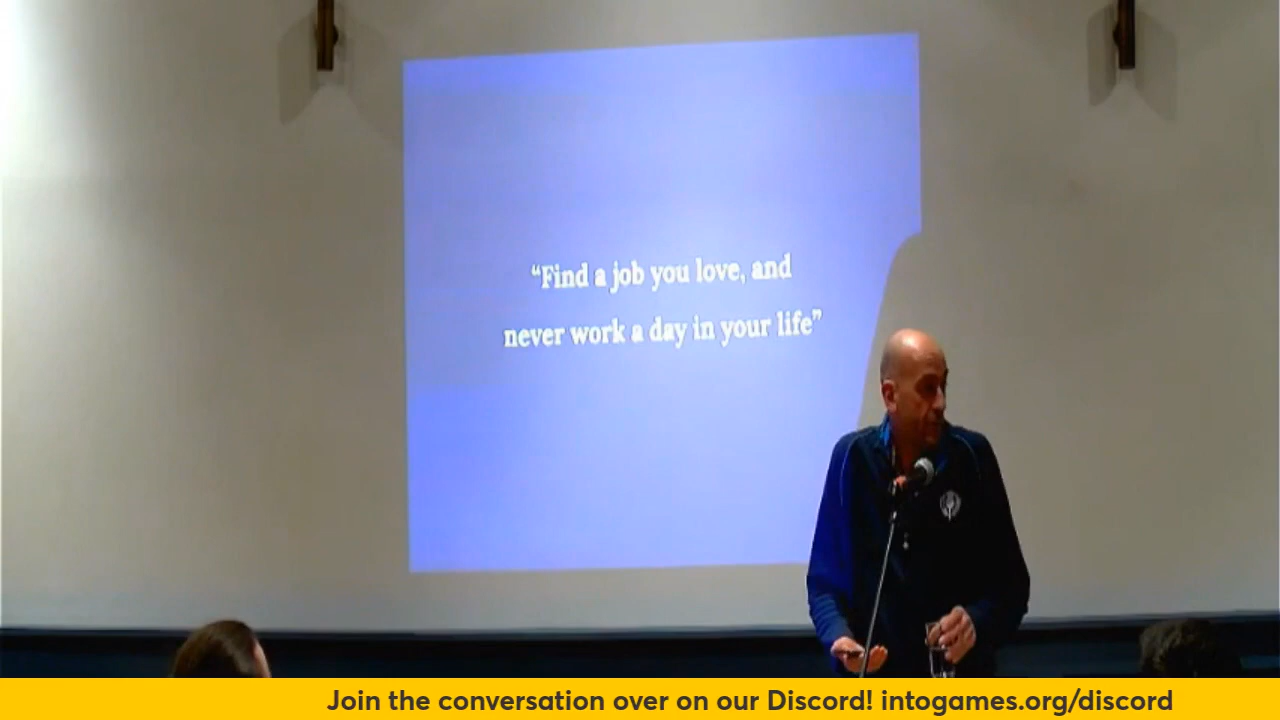 “Find a job you love, and
never work a day in your life”
Join the conversation over on our Discord! intogames.org/discord